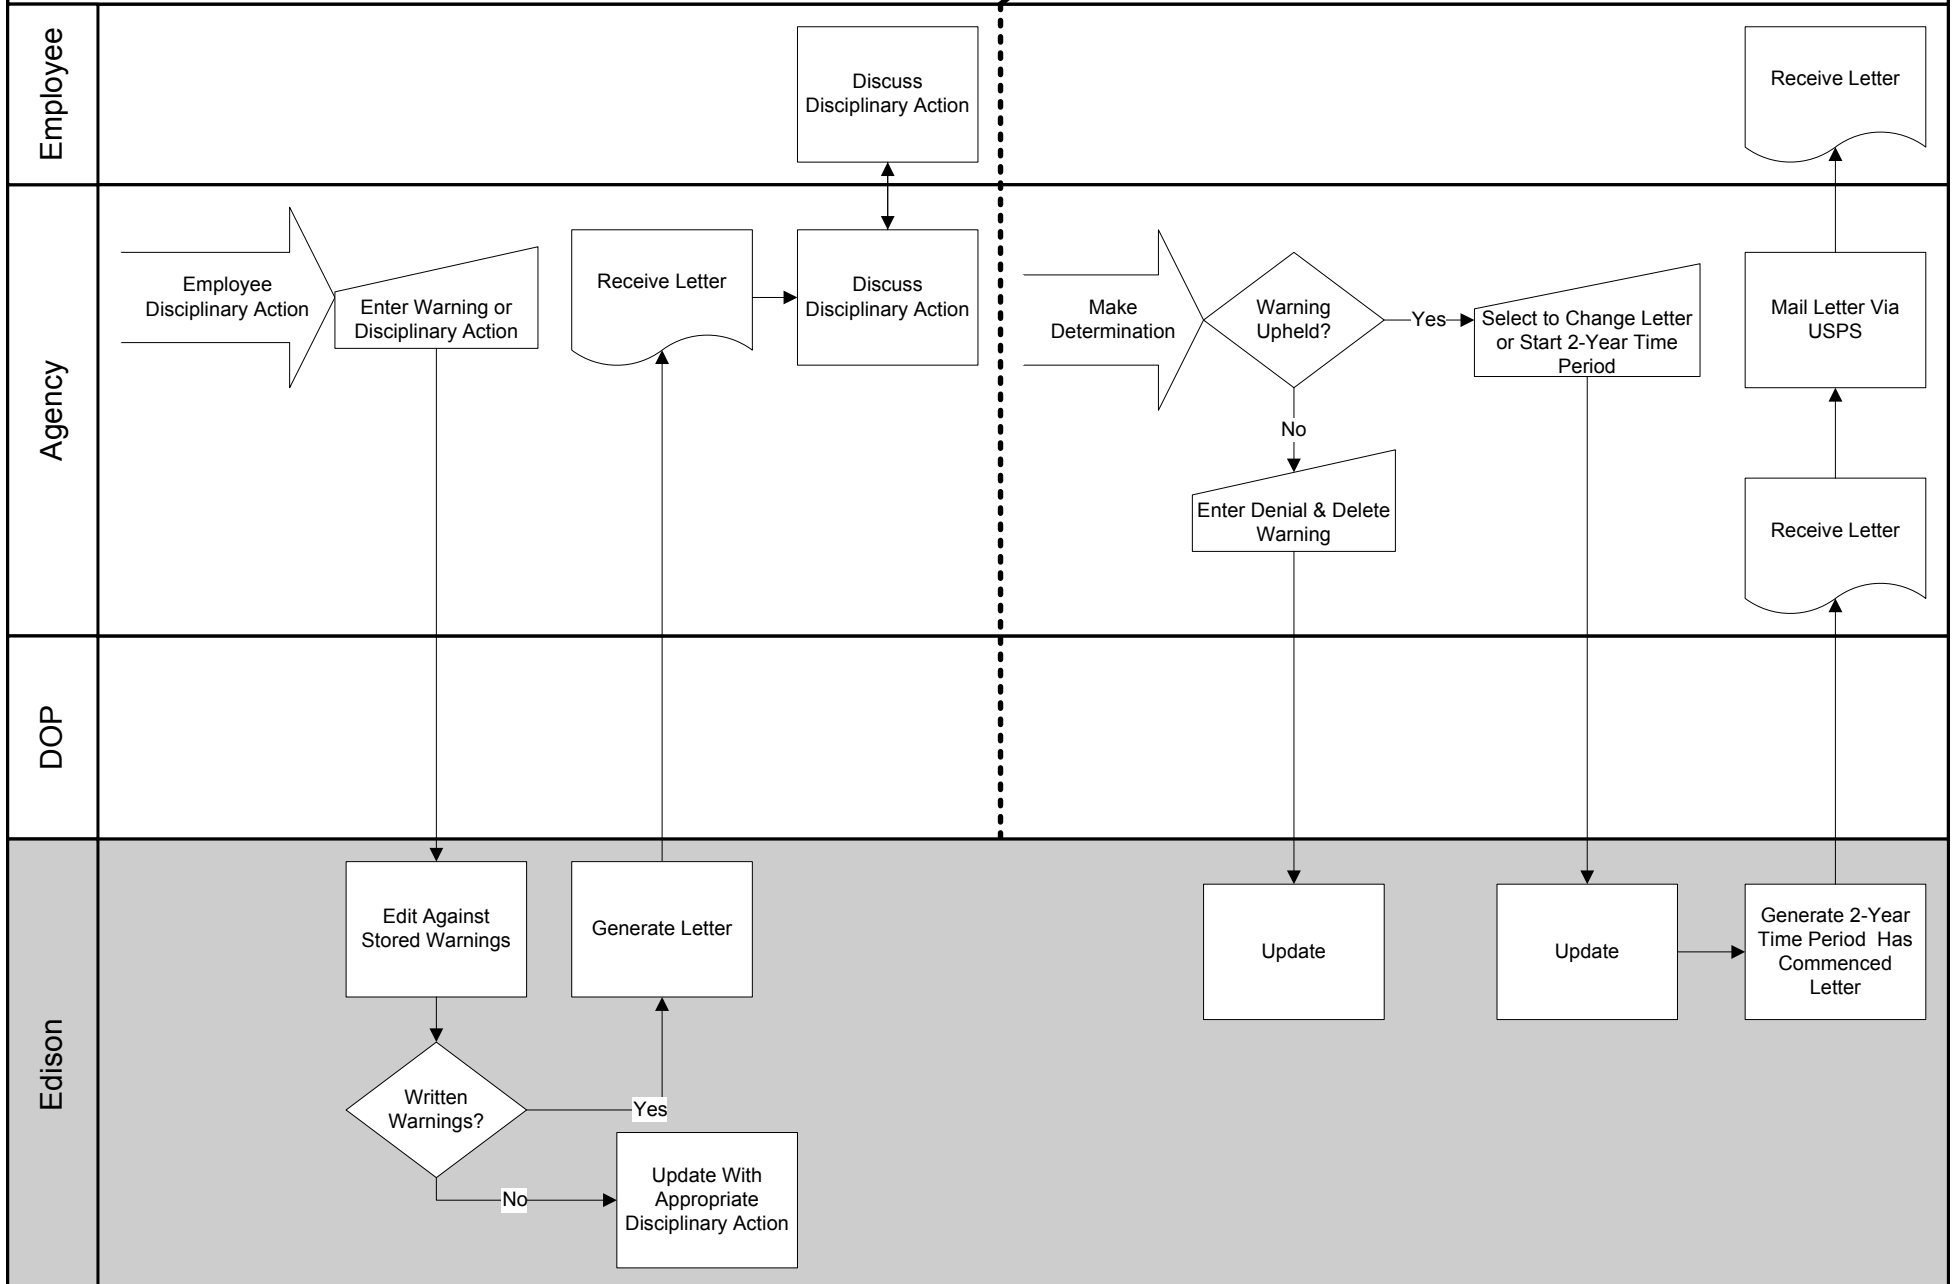 Employee
Discuss
Disciplinary Action
Receive Letter
Agency
Employee
Disciplinary Action
Enter Warning or
Disciplinary Action
Receive Letter
Discuss
Disciplinary Action
Make
Determination
Warning
Upheld?
Yes
Select to Change Letter
or Start 2-Year Time
Period
Mail Letter Via
USPS
No
Enter Denial & Delete
Warning
Receive Letter
DOP
Edison
Edit Against
Stored Warnings
Generate Letter
Update
Update
Generate 2-Year
Time Period  Has
Commenced
Letter
Written
Warnings?
Yes
No
Update With
Appropriate
Disciplinary Action